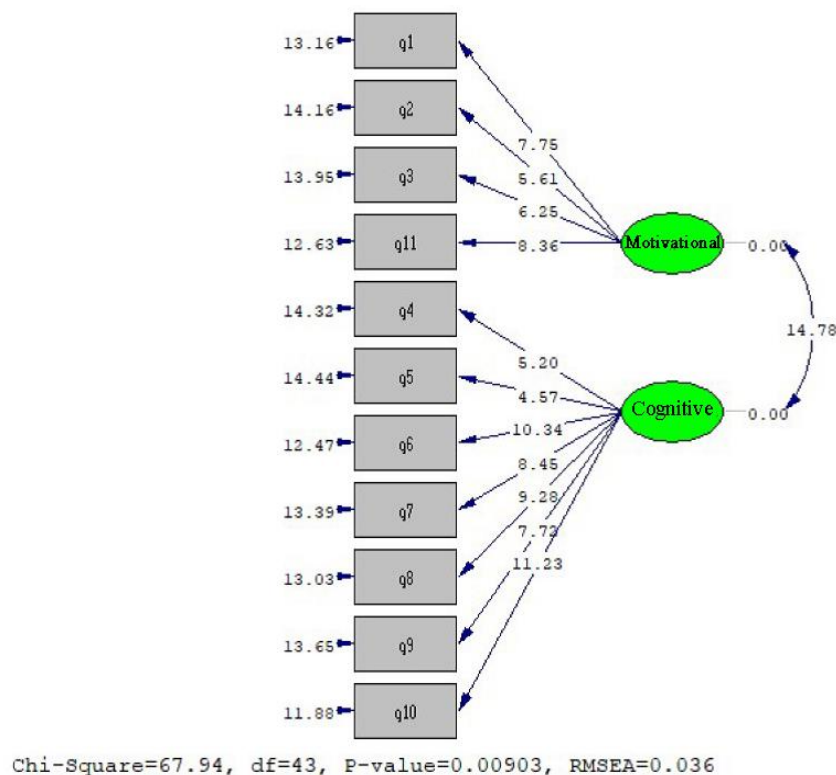 13.16 q1
14.16 q2
7.75
5.61
13.95 q3
6.25
12.63 q11 8.36 Motivational 0.00
14.32 q4
14.78
5.20
14.44 q5 4.57 Cognitive 0.00
10.34
12.47 q6
8.45
9.28
13.39 q7
7.72
11.23
13.03 q8
13.65 q9
11.88 q10
Chi-Square=67.94, df=43, P-value=0.00903, RMSEA=0.036